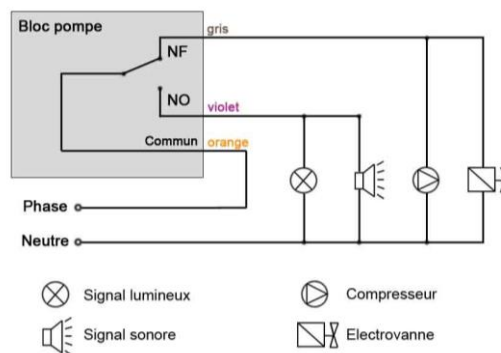 Bloc pompe
gris
NF
NO
violet
Commun
orange
Phase
Neutre
Signal lumineux
Compresseur
Signal sonore
Electrovanne